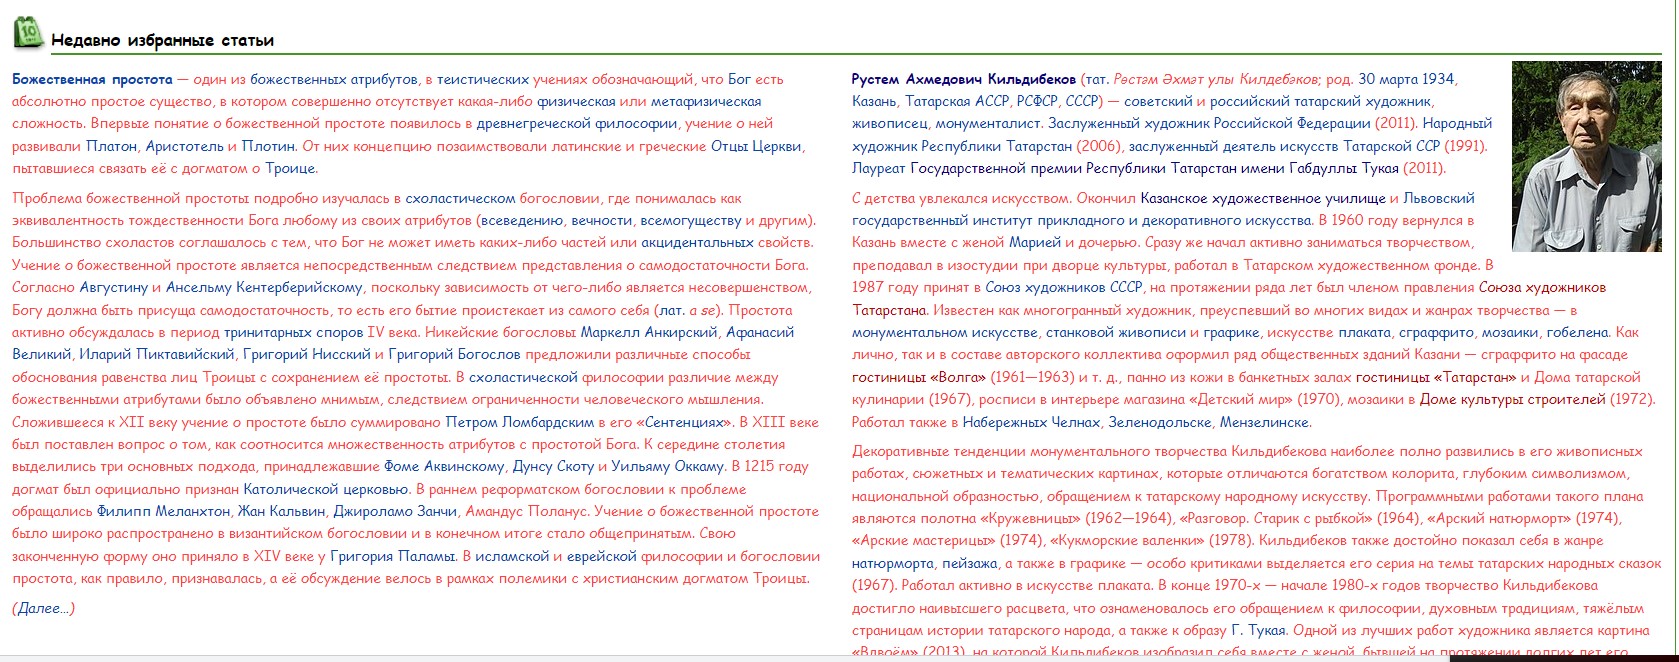 10
Недавно избранные статьи
Божественная простота — один из божественных атрибутов, в теистических учениях обозначающий, что Бог есть
абсолютно простое существо, в котором совершенно отсутствует какая-либо физическая или метафизическая
сложность. Впервые понятие о божественной простоте появилось в древнегреческой философии, учение о ней
развивали Платон, Аристотель и Плотин. От них концепцию позаимствовали латинские и греческие Отцы Церкви,
пытавшиеся связать её с догматом о Троице.
Проблема божественной простоты подробно изучалась в схоластическом богословии, где понималась как
эквивалентность тождественности Бога любому из своих атрибутов (всеведению, вечности, всемогуществу и другим).
Большинство схоластов соглашалось с тем, что Бог не может иметь каких-либо частей или акцидентальных свойств.
Учение о божественной простоте является непосредственным следствием представления о самодостаточности Бога.
Согласно Августину и Ансельму Кентерберийскому, поскольку зависимость от чего-либо является несовершенством,
Богу должна быть присуща самодостаточность, то есть его бытие проистекает из самого себя (лат. a se). Простота
активно обсуждалась в период тринитарных споров IV века. Никейские богословы Маркелл Анкирский, Афанасий
Великий, Иларий Пиктавийский, Григорий Нисский и Григорий Богослов предложили различные способы
обоснования равенства лиц Троицы с сохранением её простоты. В схоластической философии различие между
божественными атрибутами было объявлено мнимым, следствием ограниченности человеческого мышления.
Сложившееся к XII веку учение о простоте было суммировано Петром Ломбардским в его «Сентенциях». В XIII веке
был поставлен вопрос о том, как соотносится множественность атрибутов с простотой Бога. К середине столетия
выделились три основных подхода, принадлежавшие Фоме Аквинскому, Дунсу Скоту и Уильяму Оккаму. В 1215 году
догмат был официально признан Католической церковью. В раннем реформатском богословии к проблеме
обращались Филипп Меланхтон, Жан Кальвин, Джироламо Занчи, Амандус Поланус. Учение о божественной простоте
было широко распространено в византийском богословии и в конечном итоге стало общепринятым. Свою
законченную форму оно приняло в XIV веке у Григория Паламы. В исламской и еврейской философии и богословии
простота, как правило, признавалась, а её обсуждение велось в рамках полемики с христианским догматом Троицы.
(Далее…)
Рустем Ахмедович Кильдибеков (тат. Рөстәм Әхмәт улы Килдебәков; род. 30 марта 1934,
Казань, Татарская АССР, РСФСР, СССР) — советский и российский татарский художник,
живописец, монументалист. Заслуженный художник Российской Федерации (2011). Народный
художник Республики Татарстан (2006), заслуженный деятель искусств Татарской ССР (1991).
Лауреат Государственной премии Республики Татарстан имени Габдуллы Тукая (2011).
С детства увлекался искусством. Окончил Казанское художественное училище и Львовский
государственный институт прикладного и декоративного искусства. В 1960 году вернулся в
Казань вместе с женой Марией и дочерью. Сразу же начал активно заниматься творчеством,
преподавал в изостудии при дворце культуры, работал в Татарском художественном фонде. В
1987 году принят в Союз художников СССР, на протяжении ряда лет был членом правления Союза художников
Татарстана. Известен как многогранный художник, преуспевший во многих видах и жанрах творчества — в
монументальном искусстве, станковой живописи и графике, искусстве плаката, сграффито, мозаики, гобелена. Как
лично, так и в составе авторского коллектива оформил ряд общественных зданий Казани — сграффито на фасаде
гостиницы «Волга» (1961—1963) и т. д., панно из кожи в банкетных залах гостиницы «Татарстан» и Дома татарской
кулинарии (1967), росписи в интерьере магазина «Детский мир» (1970), мозаики в Доме культуры строителей (1972).
Работал также в Набережных Челнах, Зеленодольске, Мензелинске.
Декоративные тенденции монументального творчества Кильдибекова наиболее полно развились в его живописных
работах, сюжетных и тематических картинах, которые отличаются богатством колорита, глубоким символизмом,
национальной образностью, обращением к татарскому народному искусству. Программными работами такого плана
являются полотна «Кружевницы» (1962—1964), «Разговор. Старик с рыбкой» (1964), «Арский натюрморт» (1974),
«Арские мастерицы» (1974), «Кукморские валенки» (1978). Кильдибеков также достойно показал себя в жанре
натюрморта, пейзажа, а также в графике — особо критиками выделяется его серия на темы татарских народных сказок
(1967). Работал активно в искусстве плаката. В конце 1970-х — начале 1980-х годов творчество Кильдибекова
достигло наивысшего расцвета, что ознаменовалось его обращением к философии, духовным традициям, тяжёлым
страницам истории татарского народа, а также к образу Г. Тукая. Одной из лучших работ художника является картина
«Вдвоём» (2013), на которой Кильдибеков изобразил себя вместе с женой, бывшей на протяжении долгих лет его